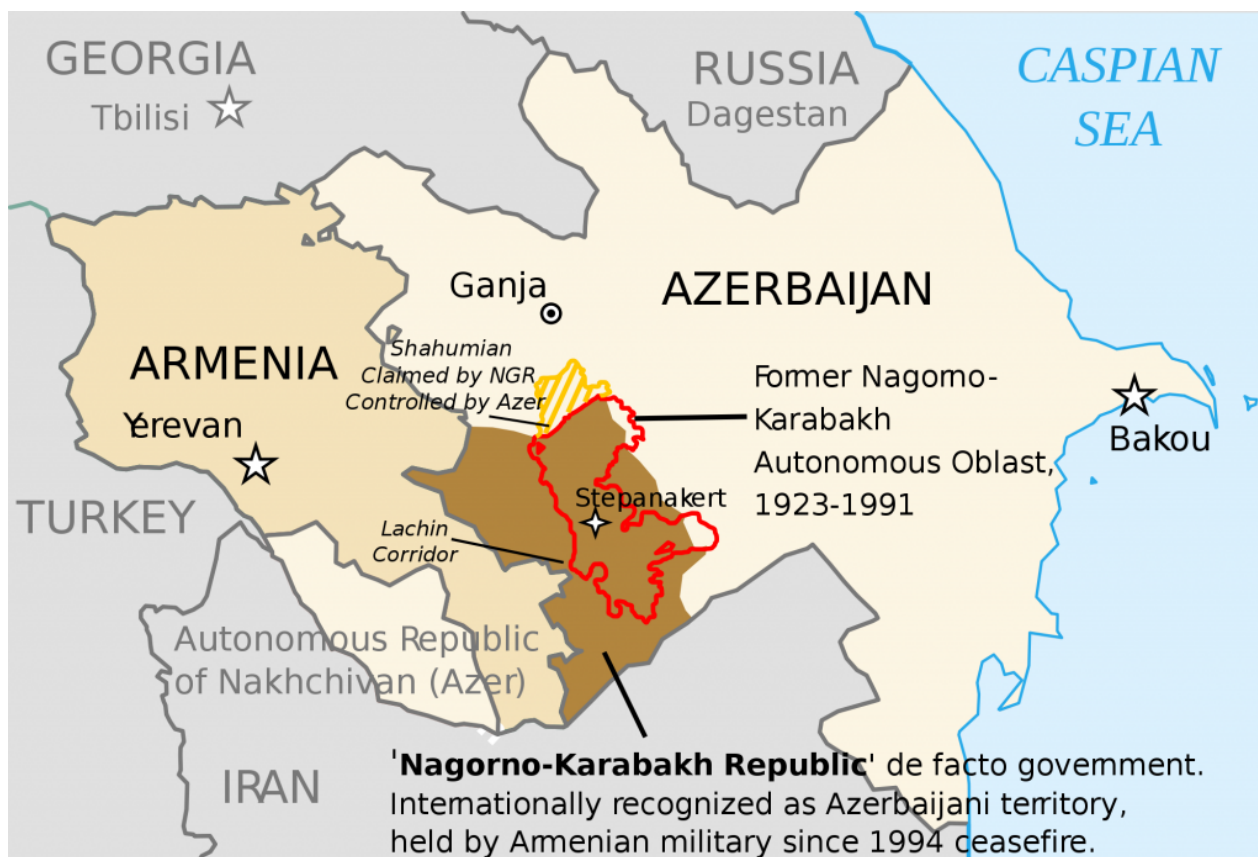 GEORGIA
Tbilisi
RUSSIA
Dagestan
CASPIAN
SEA
Ganja
AZERBAIJAN
ARMENIA
Yerevan
Shahumian
Claimed by NGR
Controlled by Azer
Former Nagorno-
Karabakh
Autonomous Oblast,
1923-1991
Bakou
TURKEY
Stepanakert
Lachin
Corridor
Autonomous Republic
of Nakhchivan (Azer)
IRAN
'Nagorno-Karabakh Republic' de facto government.
Internationally recognized as Azerbaijani territory,
held by Armenian military since 1994 ceasefire.